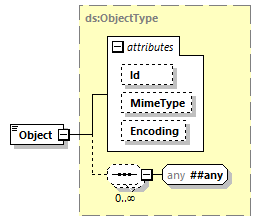 ds:ObjectType
attributes
Id
MimeType
Encoding
Object
any ##any
0..∞